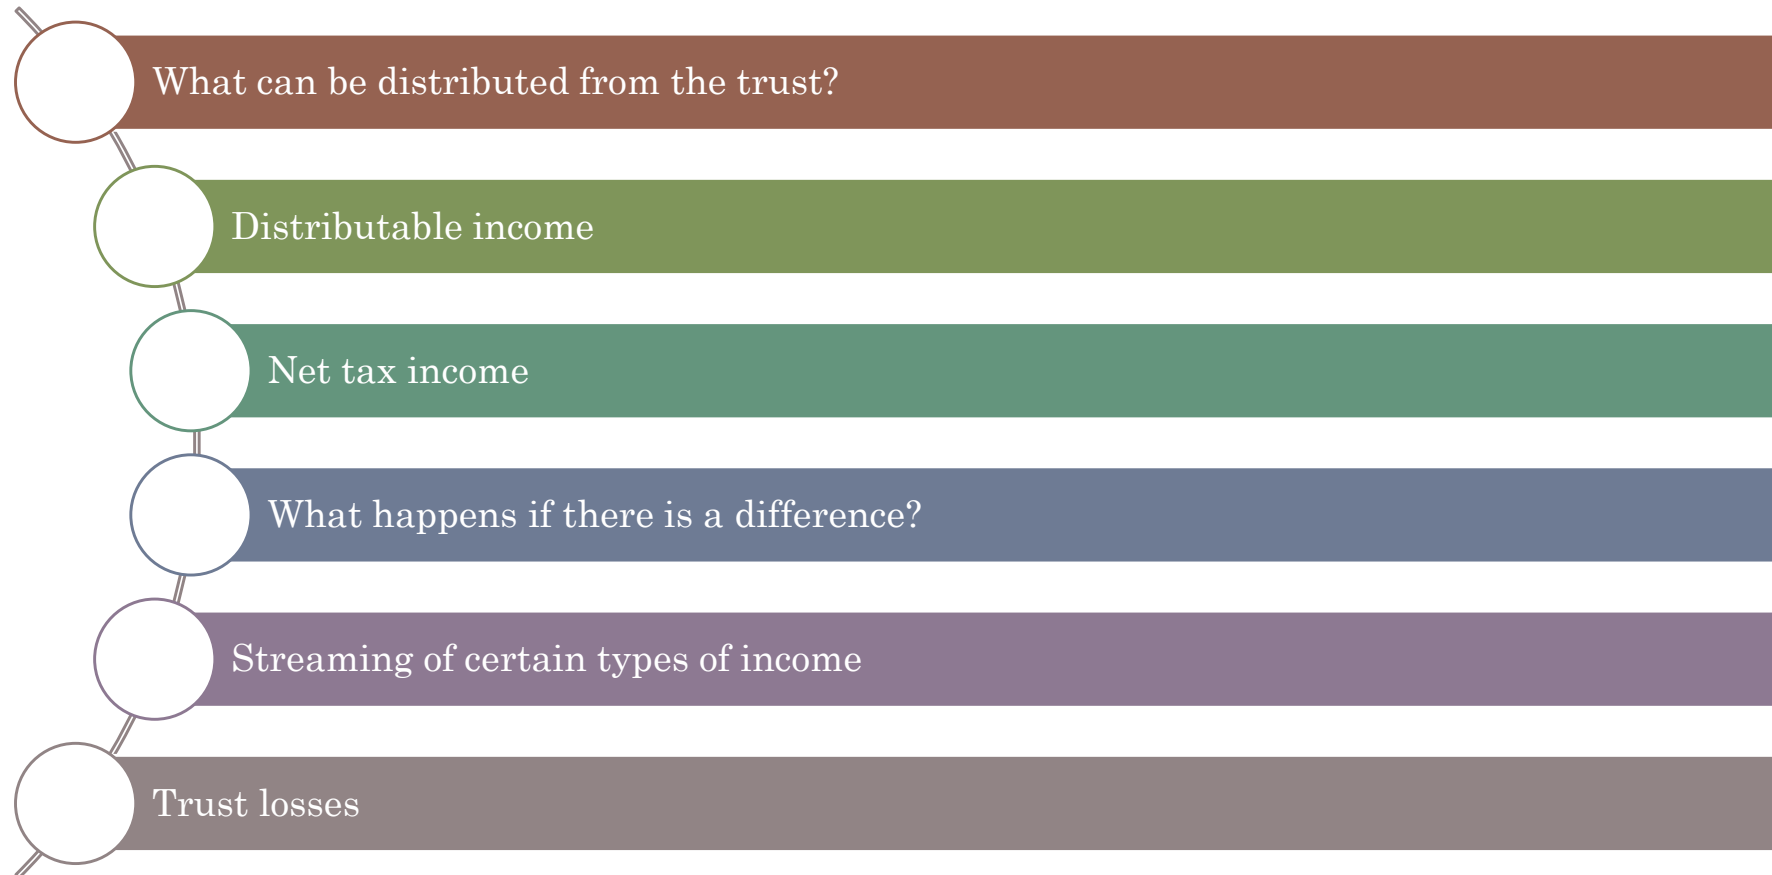 What can be distributed from the trust?
Distributable income
Net tax income
What happens if there is a difference?
Streaming of certain types of income
Trust losses